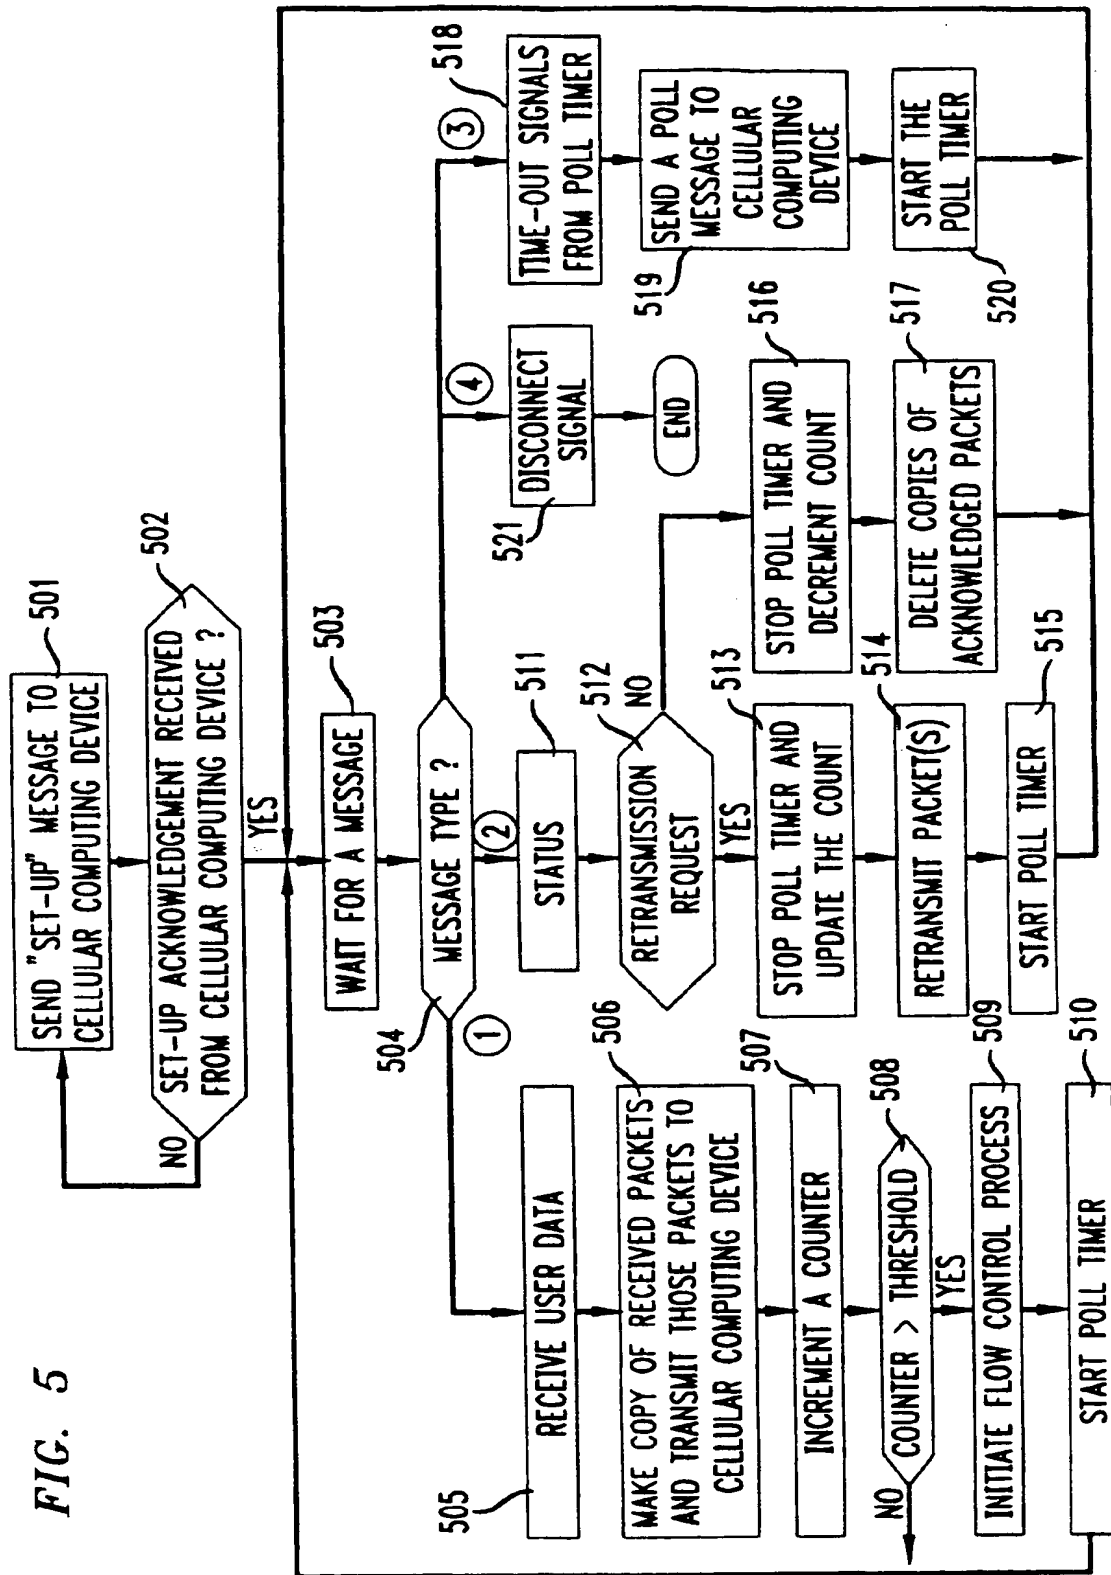 FIG. 5
SEND "SET-UP" MESSAGE TO
CELLULAR COMPUTING DEVICE
501
SET-UP ACKNOWLEDGEMENT RECEIVED
FROM CELLULAR COMPUTING DEVICE ?
502
NO
YES
WAIT FOR A MESSAGE
503
MESSAGE TYPE ?
504
1
2
4
3
505
RECEIVE USER DATA
MAKE COPY OF RECEIVED PACKETS
AND TRANSMIT THOSE PACKETS TO
CELLULAR COMPUTING DEVICE
506
INCREMENT A COUNTER
507
COUNTER > THRESHOLD
508
NO
YES
INITIATE FLOW CONTROL PROCESS
509
START POLL TIMER
510
STATUS
511
RETRANSMISSION
REQUEST
512
NO
YES
STOP POLL TIMER AND
UPDATE THE COUNT
513
RETRANSMIT PACKET(S)
514
START POLL TIMER
515
STOP POLL TIMER AND
DECREMENT COUNT
516
DELETE COPIES OF
ACKNOWLEDGED PACKETS
517
DISCONNECT
SIGNAL
521
END
TIME-OUT SIGNALS
FROM POLL TIMER
518
SEND A POLL
MESSAGE TO
CELLULAR
COMPUTING
DEVICE
519
START THE
POLL TIMER
520